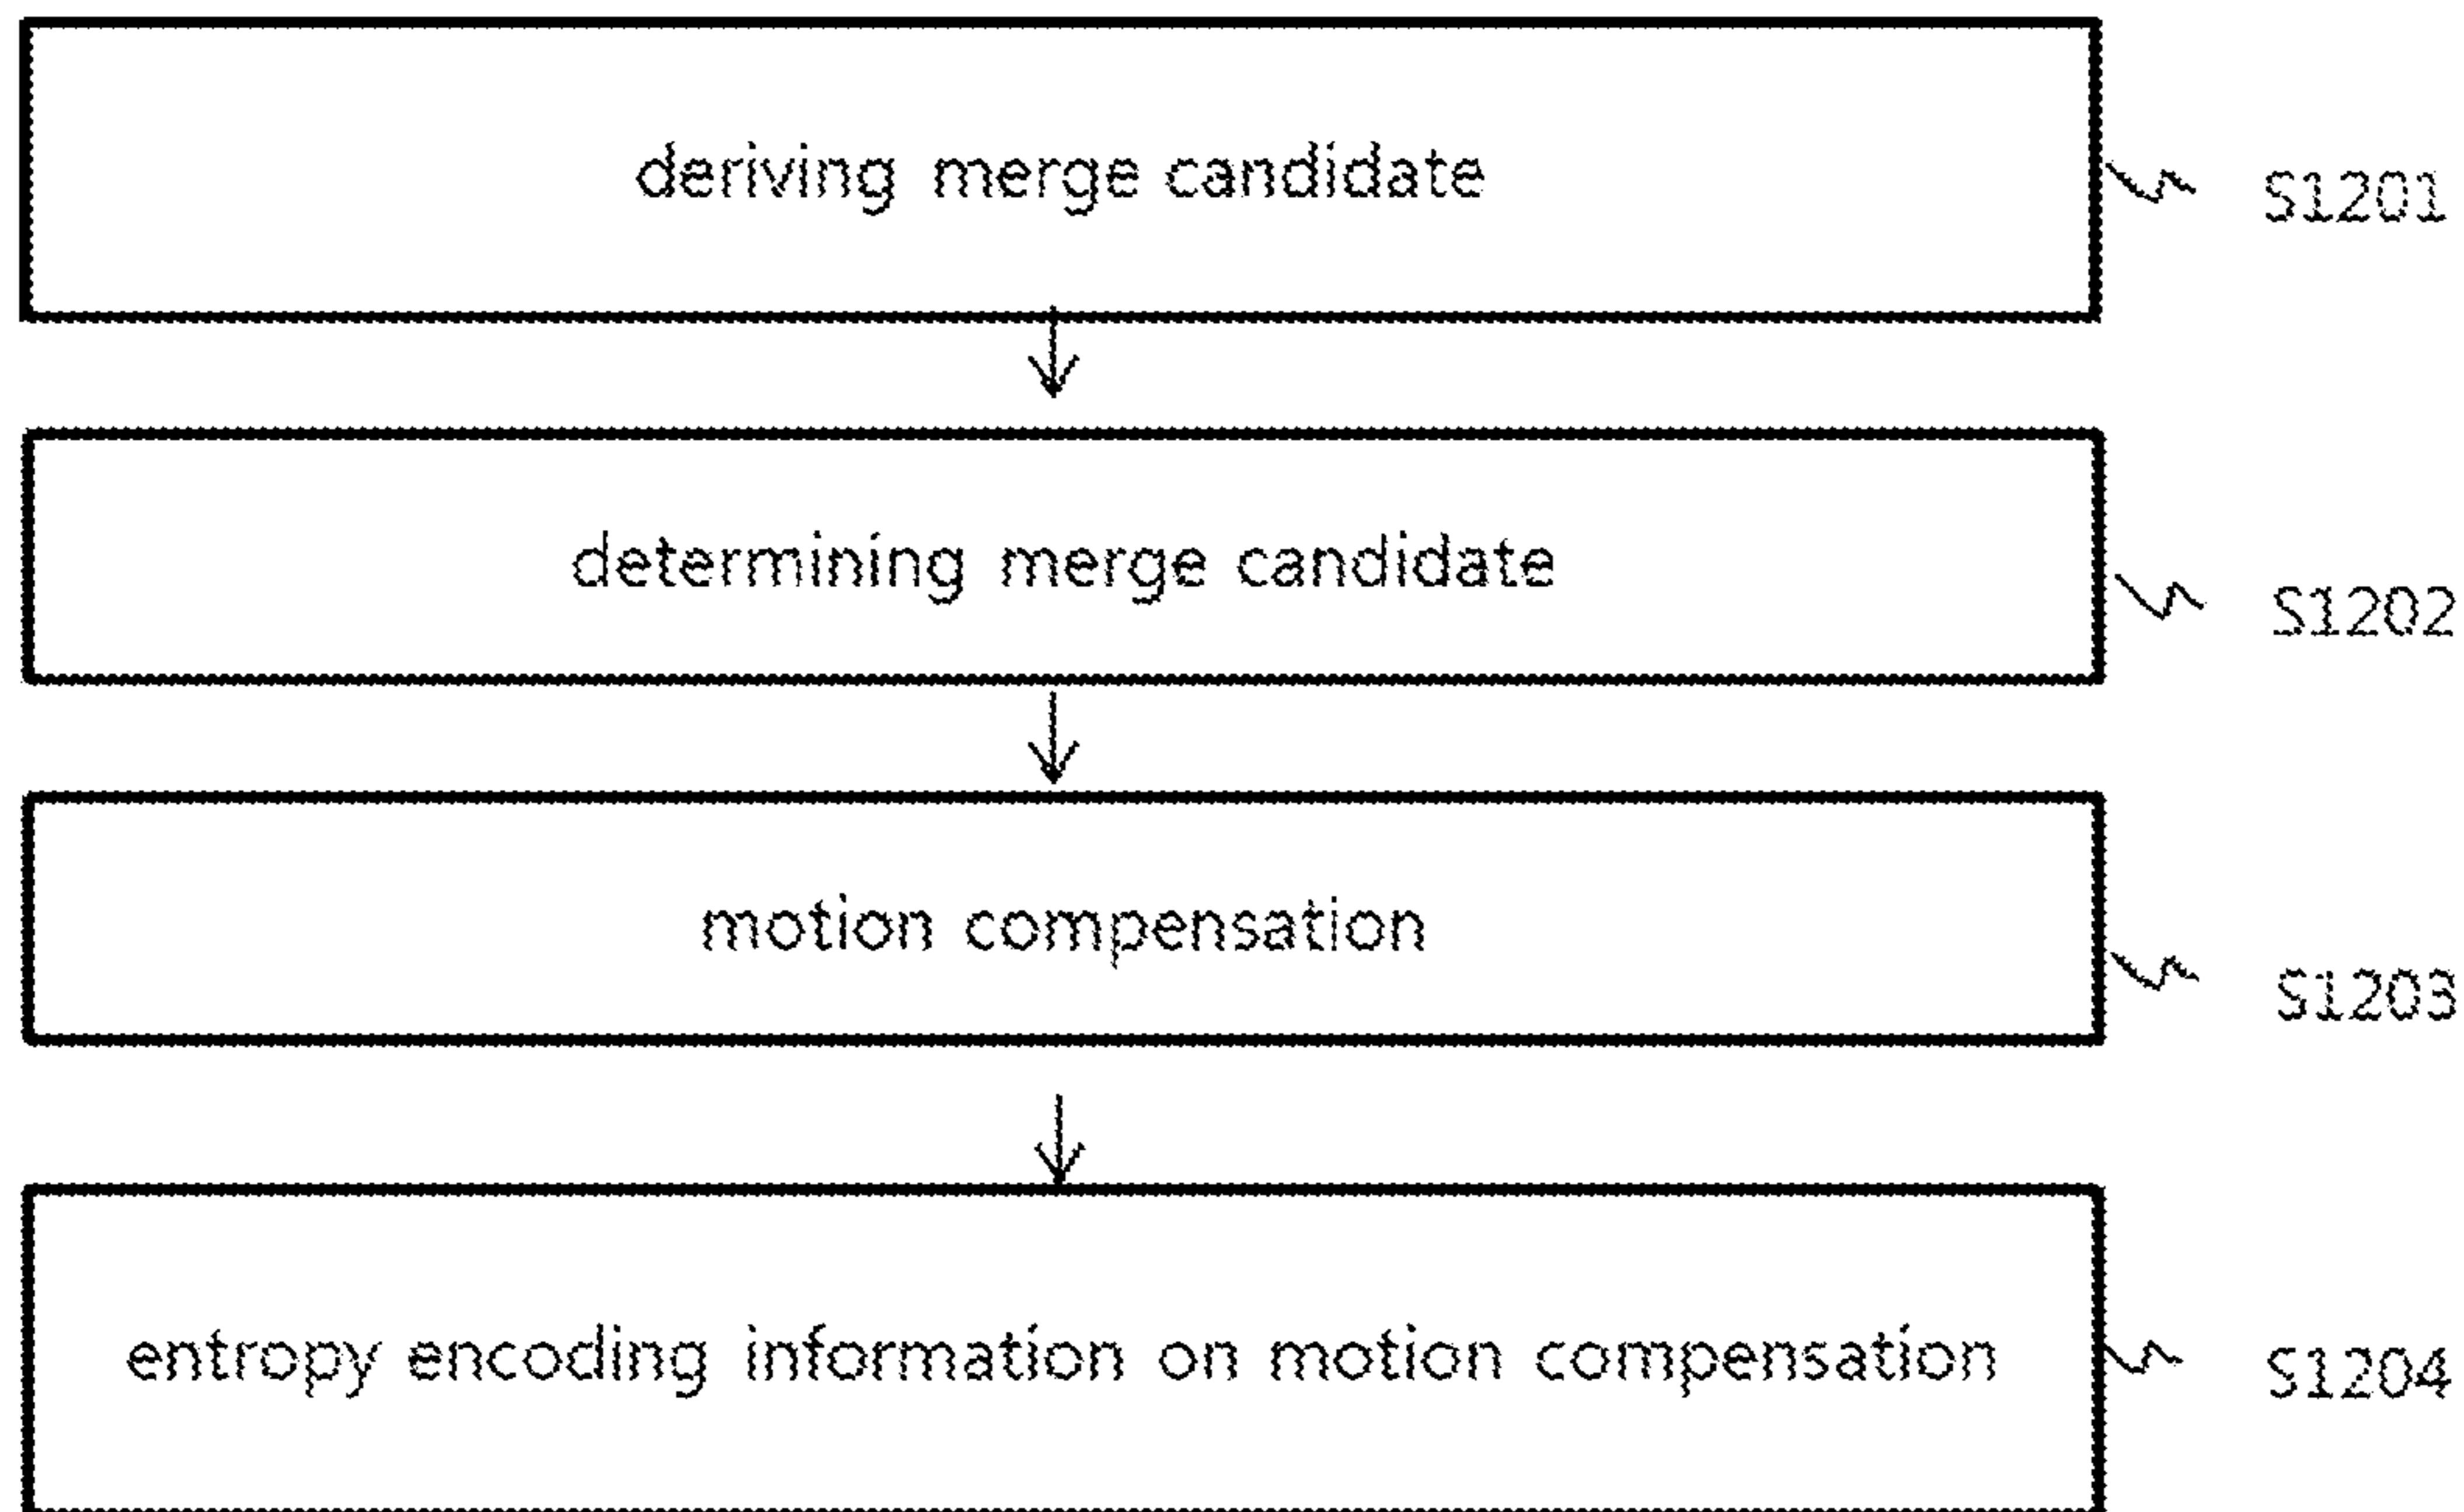 deriving merge candidate
S1201
determining merge candidate
S1202
motion compensation
S1203
entropy encoding information on motion compensation
S1204